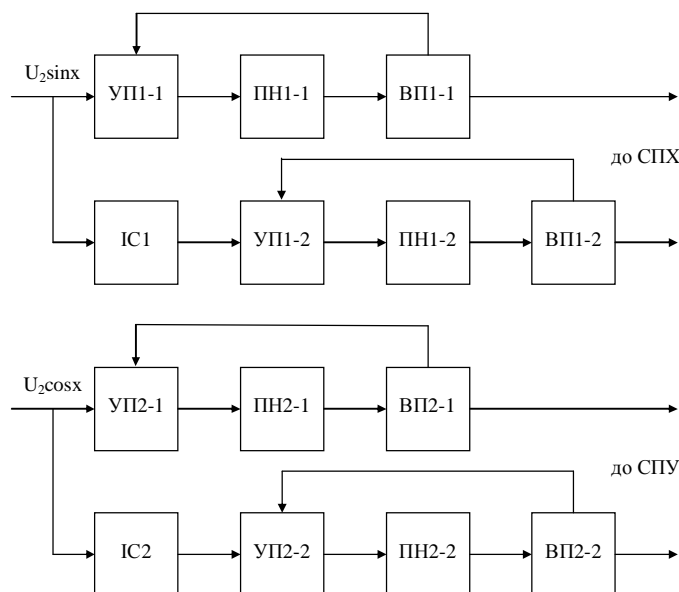 U₂sinx
УП1-1
ПН1-1
ВП1-1
до СПХ
ІС1
УП1-2
ПН1-2
ВП1-2
U₂cosx
УП2-1
ПН2-1
ВП2-1
до СПУ
ІС2
УП2-2
ПН2-2
ВП2-2